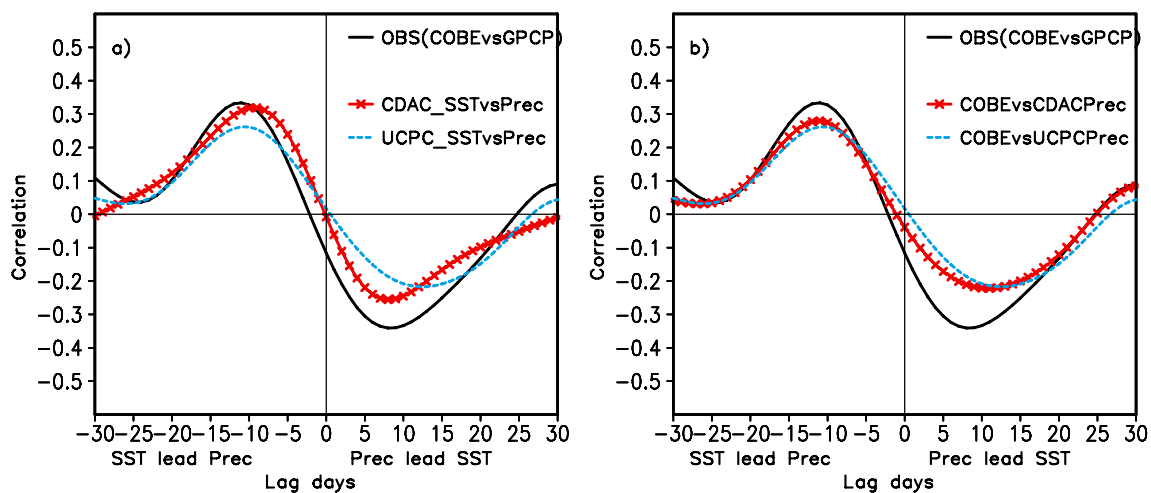 a)
OBS(COBEvsGPCP)
CDAC_SSTvsPrec
UCPC_SSTvsPrec
Correlation
0.5
0.4
0.3
0.2
0.1
0
−0.1
−0.2
−0.3
−0.4
−0.5
−30 −25 −20 −15 −10 −5 0 5 10 15 20 25 30
SST lead Prec Prec lead SST
Lag days
b)
OBS(COBEvsGPCP)
COBEvsCDACPrec
COBEvsUCPCPrec
Correlation
0.5
0.4
0.3
0.2
0.1
0
−0.1
−0.2
−0.3
−0.4
−0.5
−30 −25 −20 −15 −10 −5 0 5 10 15 20 25 30
SST lead Prec Prec lead SST
Lag days